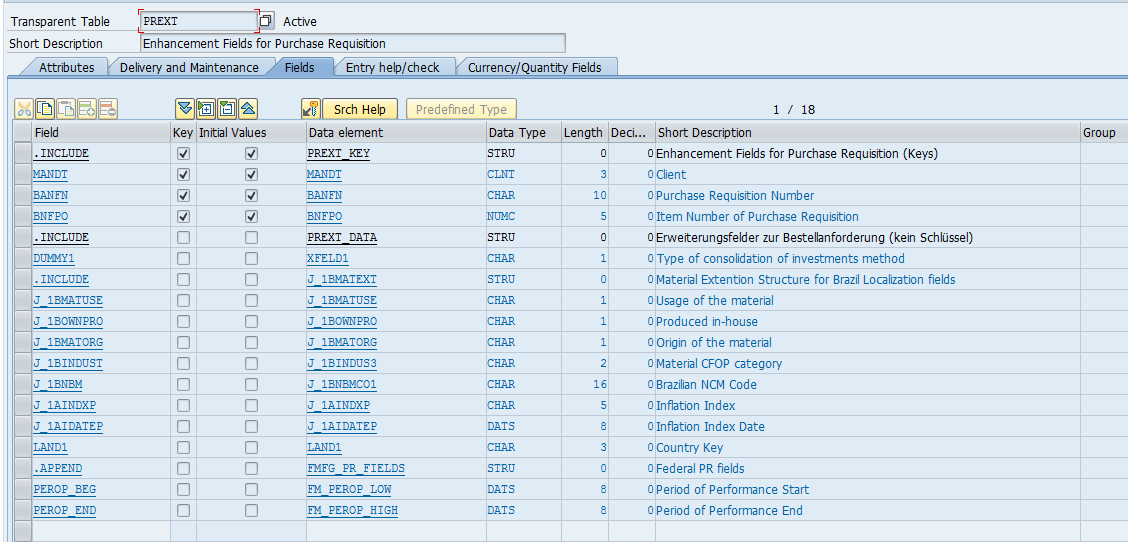 Transparent Table PREXT Active
Short Description Enhancement Fields for Purchase Requisition
Attributes Delivery and Maintenance Fields Entry help/check Currency/Quantity Fields
Srch Help Predefined Type 1 / 18
Field Key Initial Values Data element Data Type Length Deci... Short Description Group
.INCLUDE PREXT_KEY STRU 0 0 Enhancement Fields for Purchase Requisition (Keys)
MANDT MANDT CLNT 3 0 Client
BANFN BANFN CHAR 10 0 Purchase Requisition Number
BNFPO BNFPO NUMC 5 0 Item Number of Purchase Requisition
.INCLUDE PREXT_DATA STRU 0 0 Erweiterungsfelder zur Bestellanforderung (kein Schlüssel)
DUMMY1 XFELD1 CHAR 1 0 Type of consolidation of investments method
.INCLUDE J_1BMATEXT STRU 0 0 Material Extention Structure for Brazil Localization fields
J_1BMATUSE J_1BMATUSE CHAR 1 0 Usage of the material
J_1BOWNPRO J_1BOWNPRO CHAR 1 0 Produced in-house
J_1BMATORG J_1BMATORG CHAR 1 0 Origin of the material
J_1BINDUST J_1BINDUS3 CHAR 2 0 Material CFOP category
J_1BNBM J_1BNBMCO1 CHAR 16 0 Brazilian NCM Code
J_1AINDXP J_1AINDXP CHAR 5 0 Inflation Index
J_1AIDATEP J_1AIDATEP DATS 8 0 Inflation Index Date
LAND1 LAND1 CHAR 3 0 Country Key
.APPEND FMFG_PR_FIELDS STRU 0 0 Federal PR fields
PEROP_BEG FM_PEROP_LOW DATS 8 0 Period of Performance Start
PEROP_END FM_PEROP_HIGH DATS 8 0 Period of Performance End